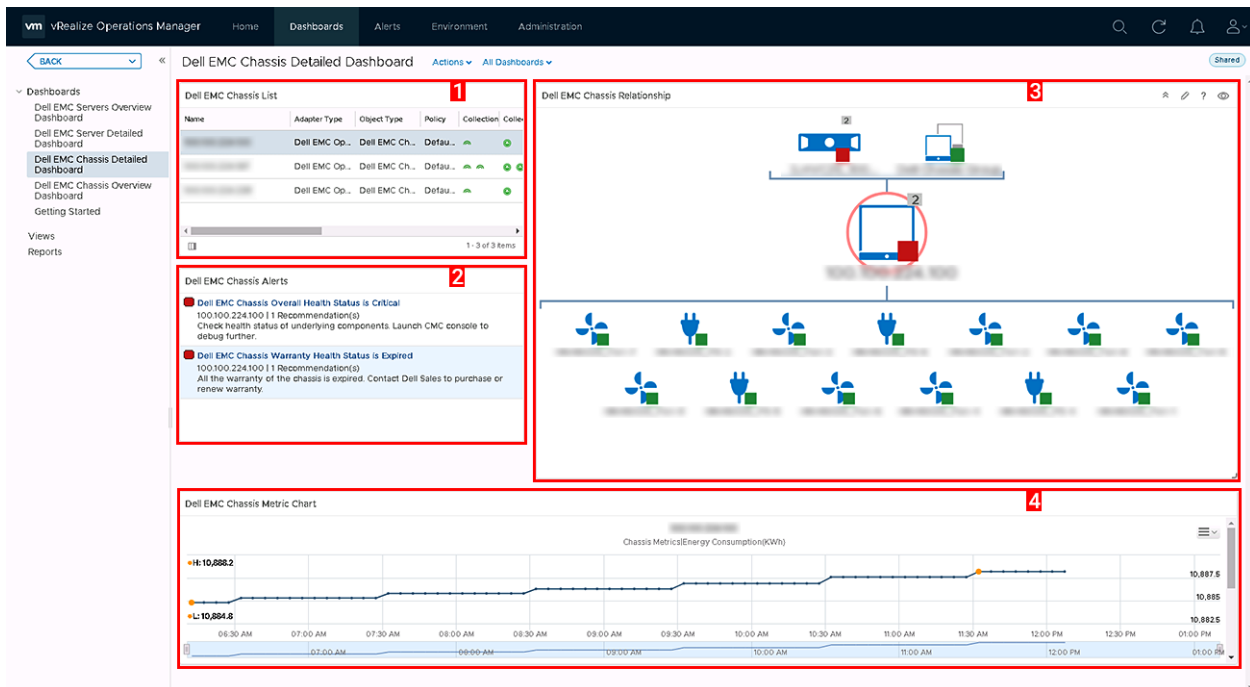 vm vRealize Operations Manager Home Dashboards Alerts Environment Administration
BACK
Dell EMC Chassis Detailed Dashboard Actions All Dashboards Shared
Dashboards
Dell EMC Servers Overview
Dashboard
Dell EMC Server Detailed
Dashboard
Dell EMC Chassis Detailed
Dashboard
Dell EMC Chassis Overview
Dashboard
Getting Started
Views
Reports
Dell EMC Chassis List 1
Name Adapter Type Object Type Policy Collection Colle
Dell EMC Op... Dell EMC Ch... Defau...
Dell EMC Op... Dell EMC Ch... Defau...
Dell EMC Op... Dell EMC Ch... Defau...
1 - 3 of 3 items
Dell EMC Chassis Alerts 2
Dell EMC Chassis Overall Health Status is Critical
100.100.224.100 | 1 Recommendation(s)
Check health status of underlying components. Launch CMC console to
debug further.
Dell EMC Chassis Warranty Health Status is Expired
100.100.224.100 | 1 Recommendation(s)
All the warranty of the chassis is expired. Contact Dell Sales to purchase or
renew warranty.
Dell EMC Chassis Relationship 3
?
2
2
100.100.224.100
Dell EMC Chassis Metric Chart 4
Chassis Metrics|Energy Consumption(KWh)
H: 10,888.2
L: 10,884.8
10,887.5
10,885
10,882.5
06:30 AM 07:00 AM 07:30 AM 08:00 AM 08:30 AM 09:00 AM 09:30 AM 10:00 AM 10:30 AM 11:00 AM 11:30 AM 12:00 PM 12:30 PM 01:00 PM
07:00 AM 08:00 AM 09:00 AM 10:00 AM 11:00 AM 12:00 PM 01:00 PM